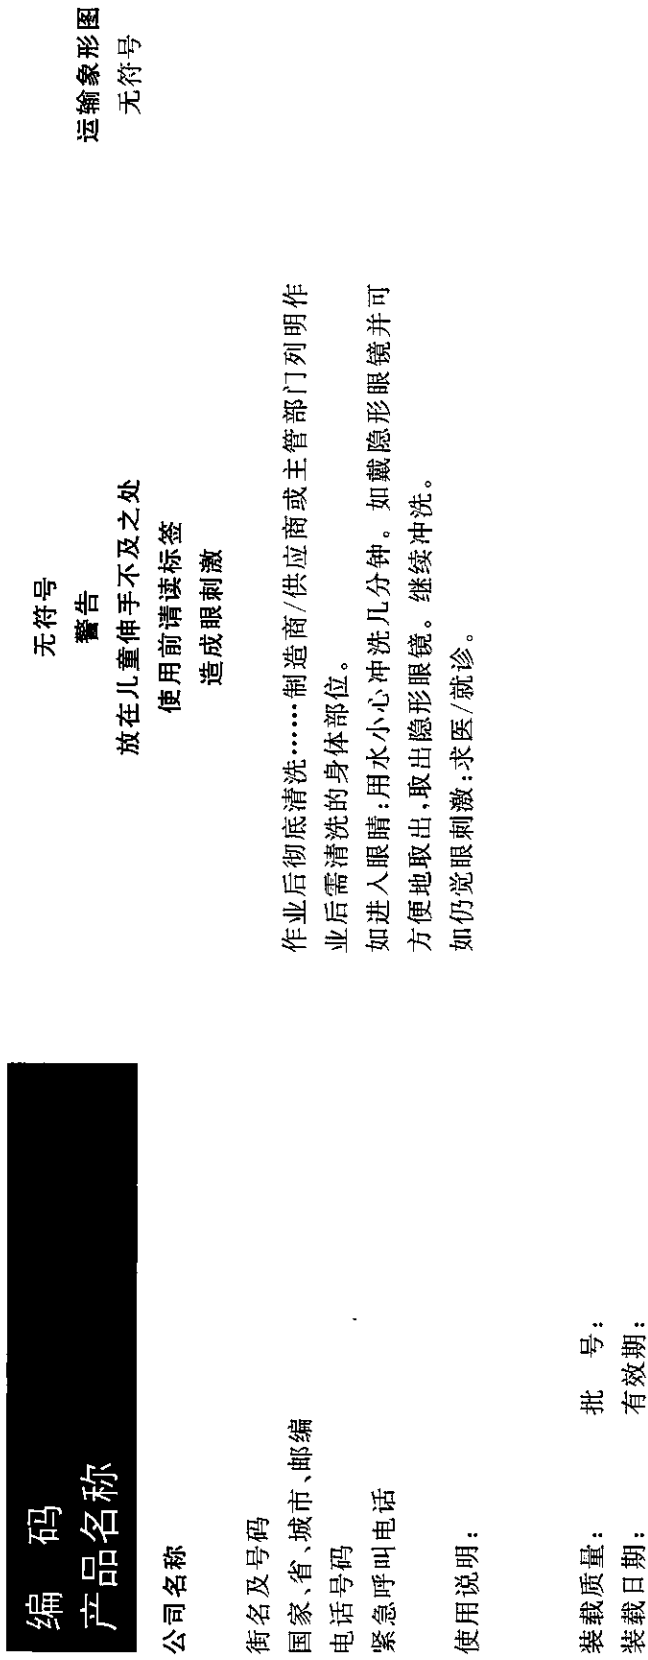 编 码
产品名称
公司名称
街名及号码
国家、省、城市、邮编
电话号码
紧急呼叫电话
使用说明：
装载质量： 批 号：
装载日期： 有效期：
无符号
警告
放在儿童伸手不及之处
使用前请读标签
造成眼刺激
作业后彻底清洗……制造商/供应商或主管部门列明作
业后需清洗的身体部位。
如进入眼睛:用水小心冲洗几分钟。如戴隐形眼镜并可
方便地取出,取出隐形眼镜。继续冲洗。
如仍觉眼刺激:求医/就诊。
运输象形图
无符号